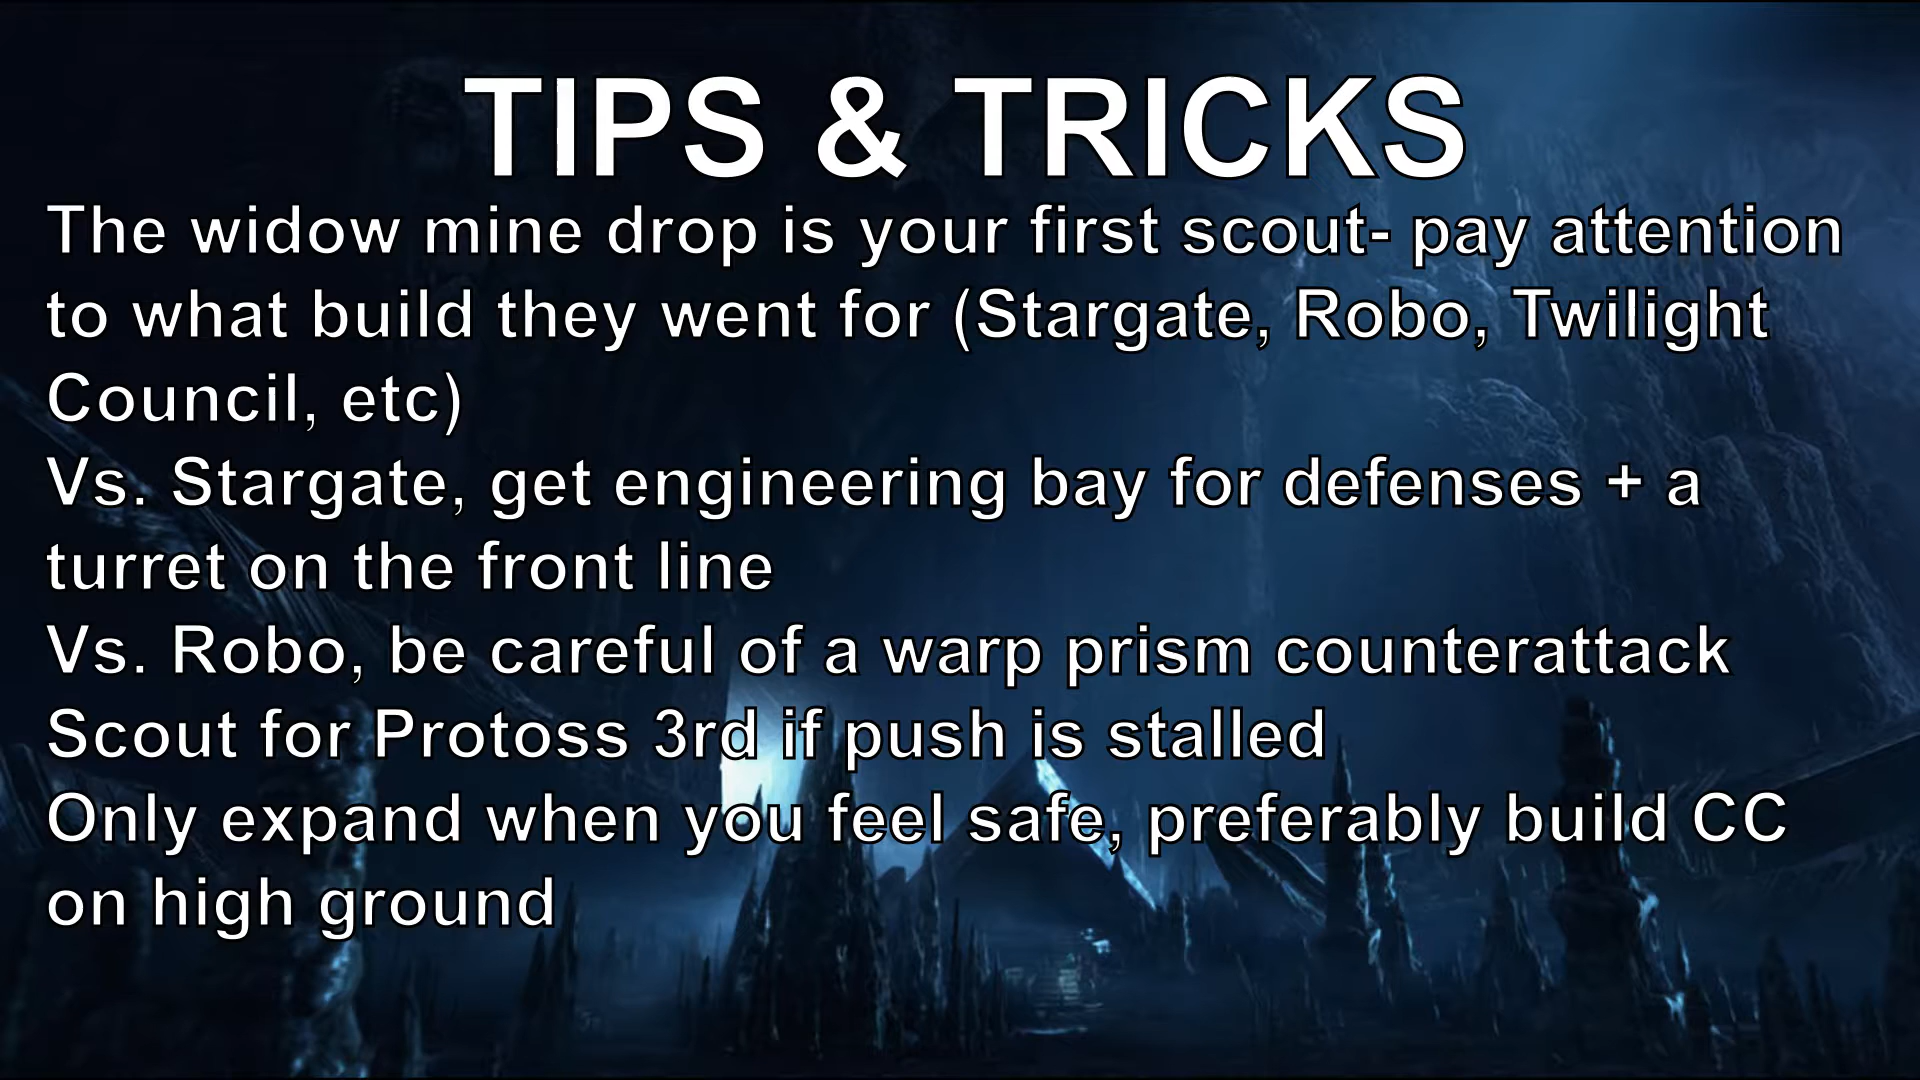 TIPS & TRICKS
The widow mine drop is your first scout- pay attention
to what build they went for (Stargate, Robo, Twilight
Council, etc)
Vs. Stargate, get engineering bay for defenses + a
turret on the front line
Vs. Robo, be careful of a warp prism counterattack
Scout for Protoss 3rd if push is stalled
Only expand when you feel safe, preferably build CC
on high ground